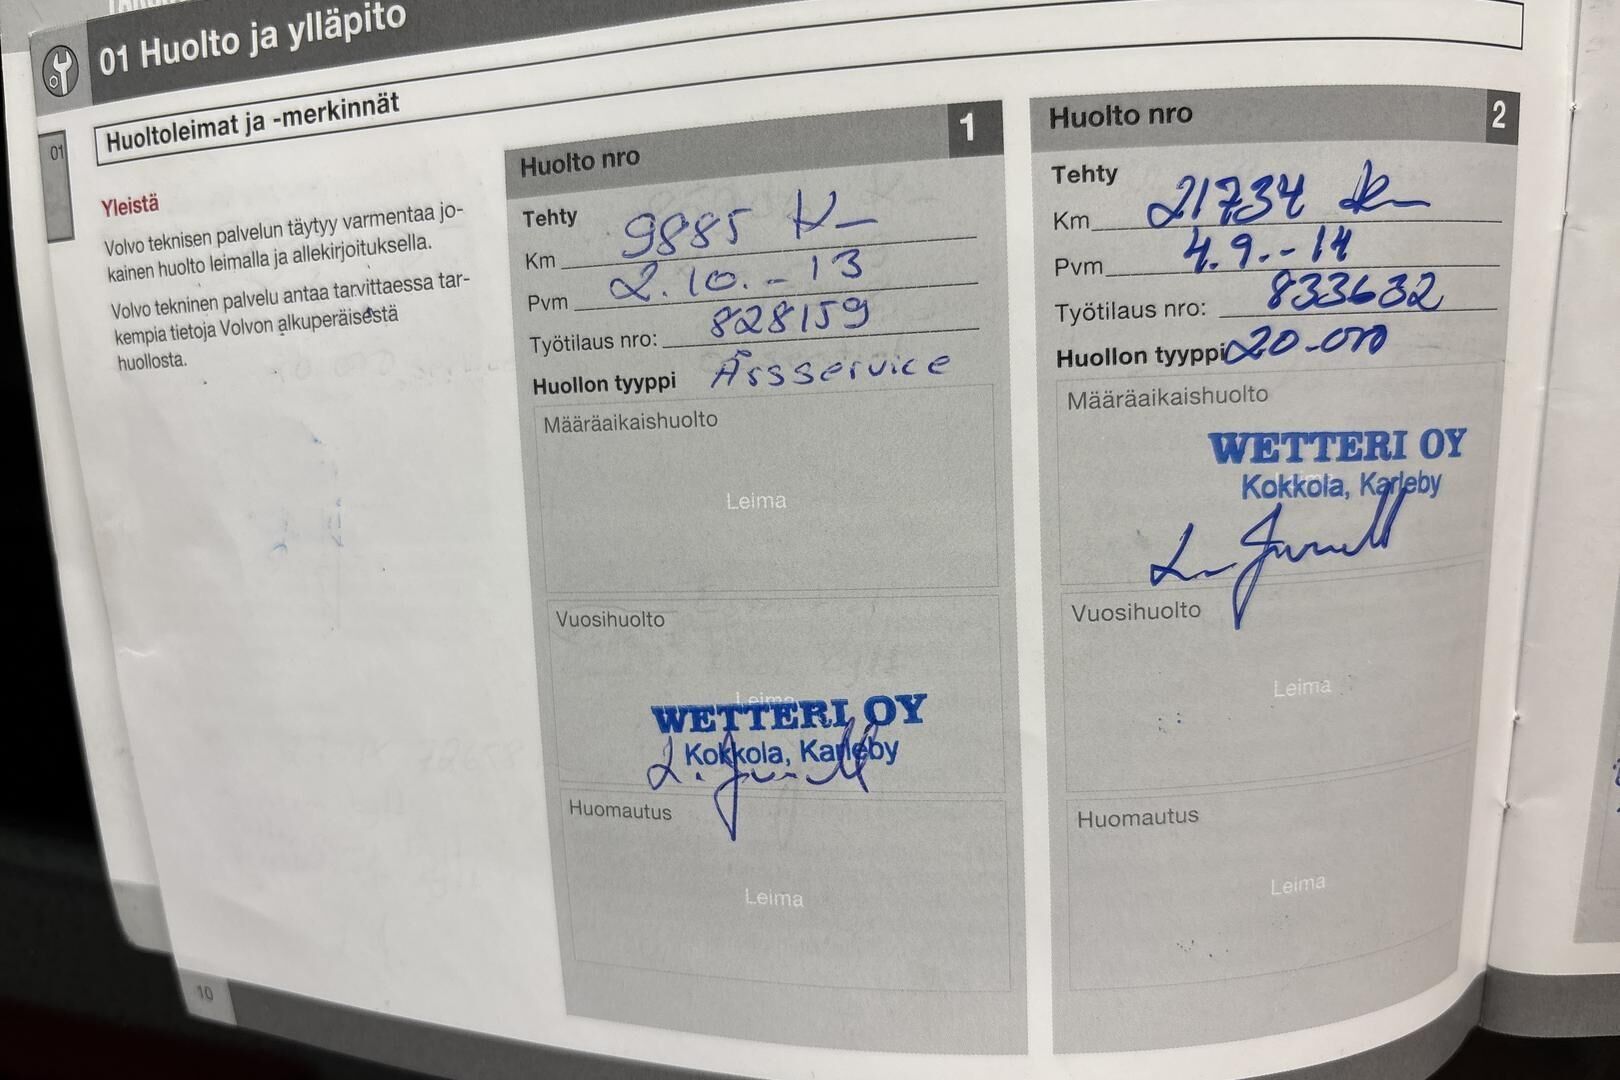 01 Huolto ja ylläpito
Huoltoleimat ja -merkinnät
01
Yleistä
Volvo teknisen palvelun täytyy varmentaa jo-
kainen huolto leimalla ja allekirjoituksella.
Volvo tekninen palvelu antaa tarvittaessa tar-
kempia tietoja Volvon alkuperäisestä
huollosta.
10
Huolto nro 1
Tehty
Km 9885 K
Pvm 2.10.-13
Työtilaus nro: 828159
Huollon tyyppi Årsservice
Määräaikaishuolto
Leima
Vuosihuolto
Leima
WETTERI OY
Kokkola, Karleby
Huomautus
Leima
Huolto nro 2
Tehty
Km 21734
Pvm 4.9.-14
Työtilaus nro: 833632
Huollon tyyppi 20-000
Määräaikaishuolto
WETTERI OY
Kokkola, Karleby
Vuosihuolto
Leima
Huomautus
Leima